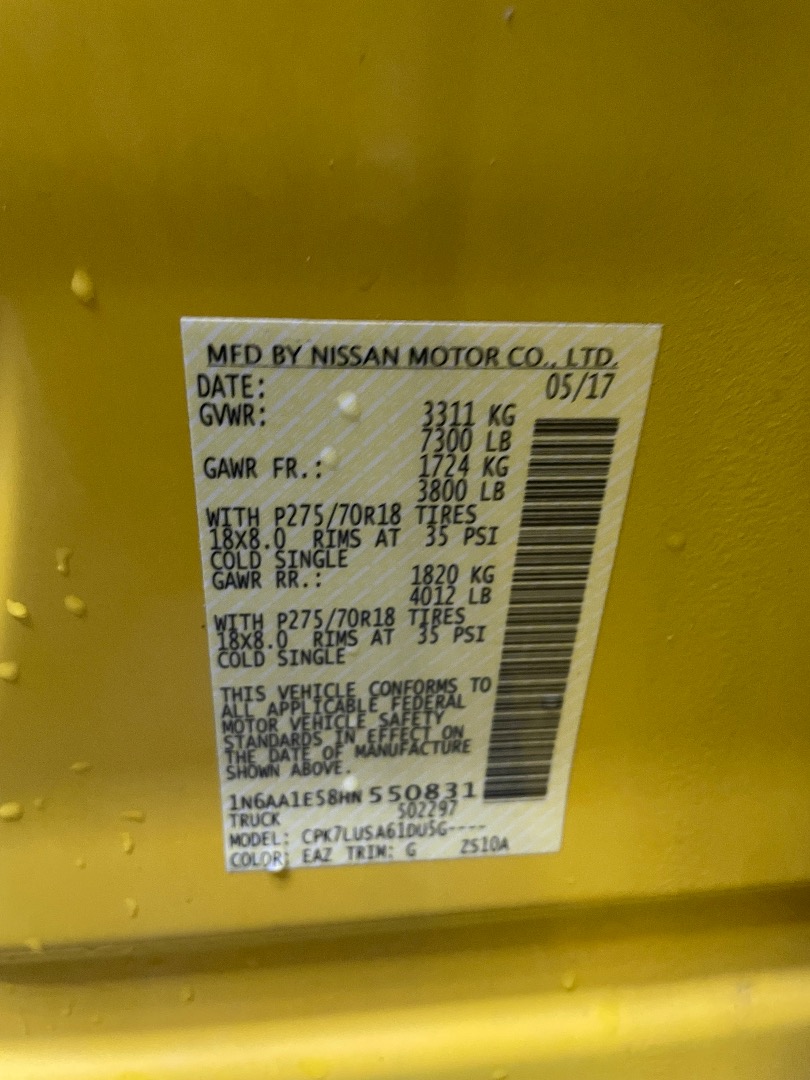 MFD BY NISSAN MOTOR CO., LTD.
DATE: 05/17
GVWR: 3311 KG
7300 LB
GAWR FR.: 1724 KG
3800 LB
WITH P275/70R18 TIRES
18X8.0 RIMS AT 35 PSI
COLD SINGLE
GAWR RR.: 1820 KG
4012 LB
WITH P275/70R18 TIRES
18X8.0 RIMS AT 35 PSI
COLD SINGLE
THIS VEHICLE CONFORMS TO
ALL APPLICABLE FEDERAL
MOTOR VEHICLE SAFETY
STANDARDS IN EFFECT ON
THE DATE OF MANUFACTURE
SHOWN ABOVE.
1N6AA1E58HN 550831
TRUCK 502297
MODEL: CPK7LUSA61DU5G----
COLOR: EAZ TRIM: G ZS10A